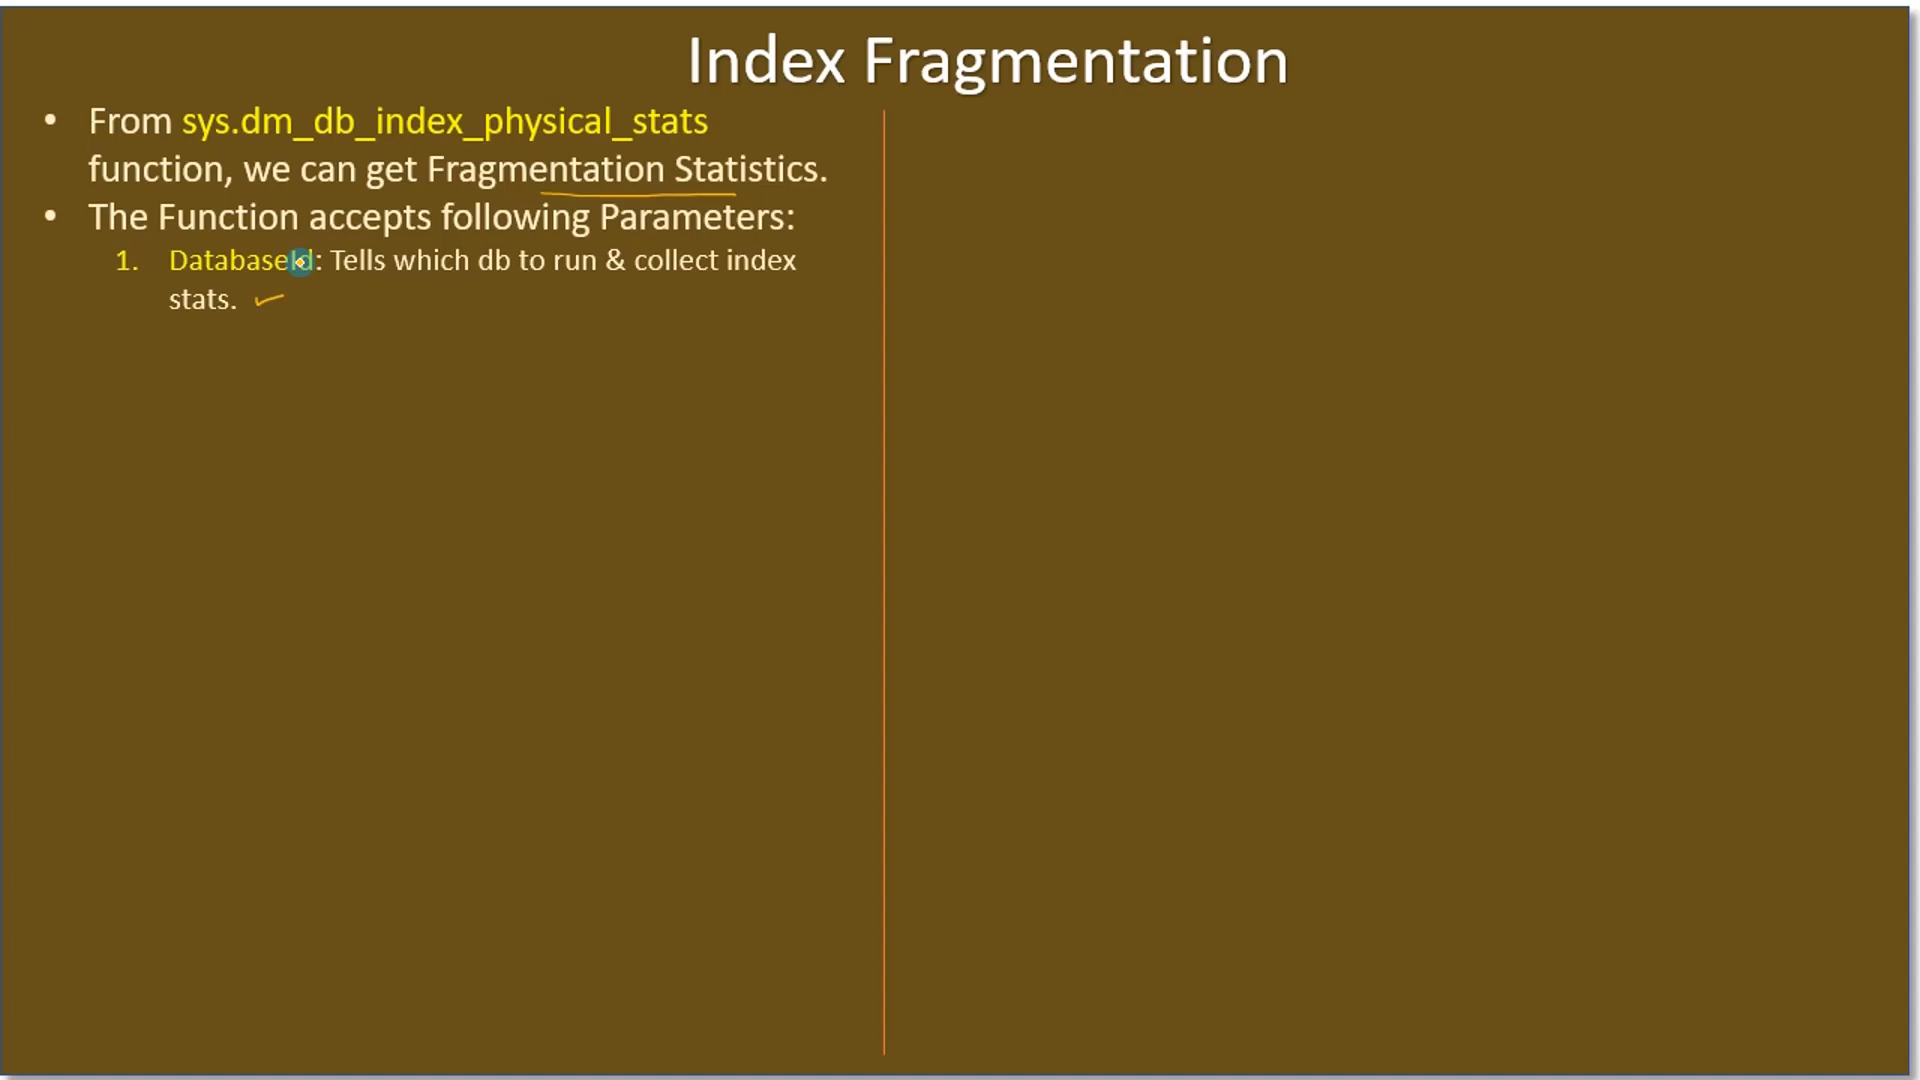 Index Fragmentation
• From sys.dm_db_index_physical_stats
function, we can get Fragmentation Statistics.
• The Function accepts following Parameters:
1. DatabaseId: Tells which db to run & collect index
stats.